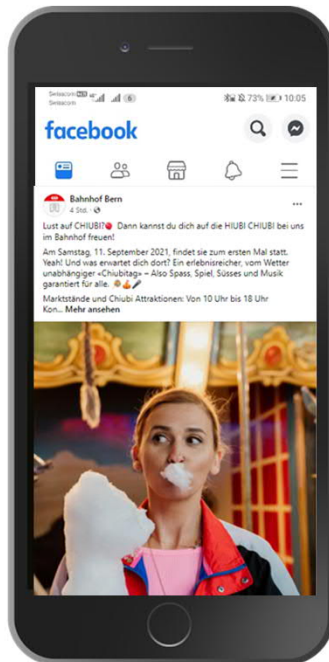 Swisscom
Swisscom
73% 10:05
facebook
Bahnhof Bern
4 Std. ·
Lust auf CHIUBI? Dann kannst du dich auf die HIUBI CHIUBI bei uns
im Bahnhof freuen!
Am Samstag, 11. September 2021, findet sie zum ersten Mal statt.
Yeah! Und was erwartet dich dort? Ein erlebnisreicher, vom Wetter
unabhängiger «Chiubitag» – Also Spass, Spiel, Süsses und Musik
garantiert für alle.
Marktstände und Chiubi Attraktionen: Von 10 Uhr bis 18 Uhr
Kon... Mehr ansehen